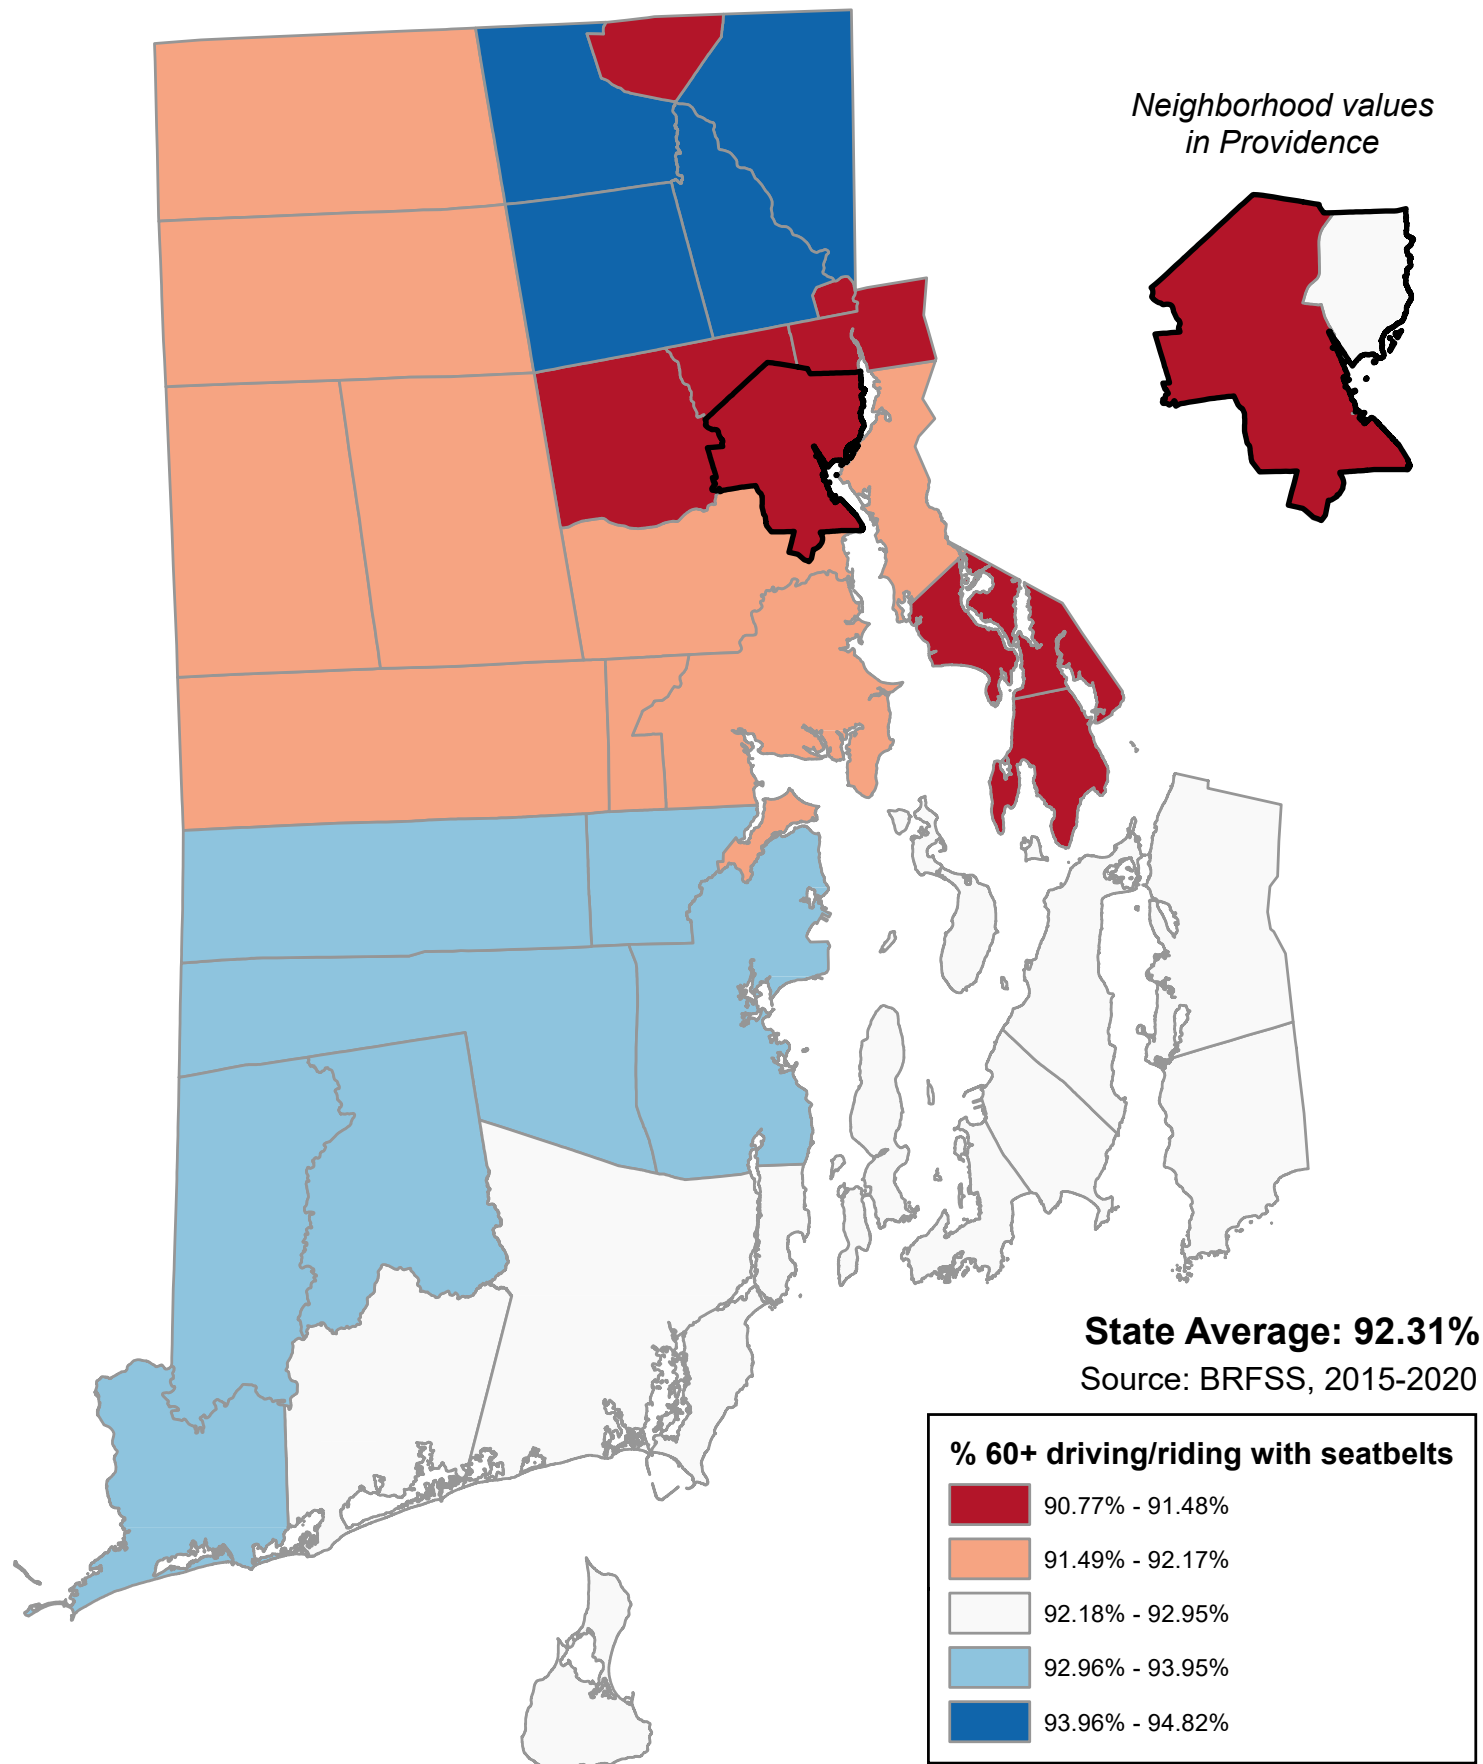 Neighborhood values
in Providence
State Average: 92.31%
Source: BRFSS, 2015-2020
% 60+ driving/riding with seatbelts
90.77% - 91.48%
91.49% - 92.17%
92.18% - 92.95%
92.96% - 93.95%
93.96% - 94.82%